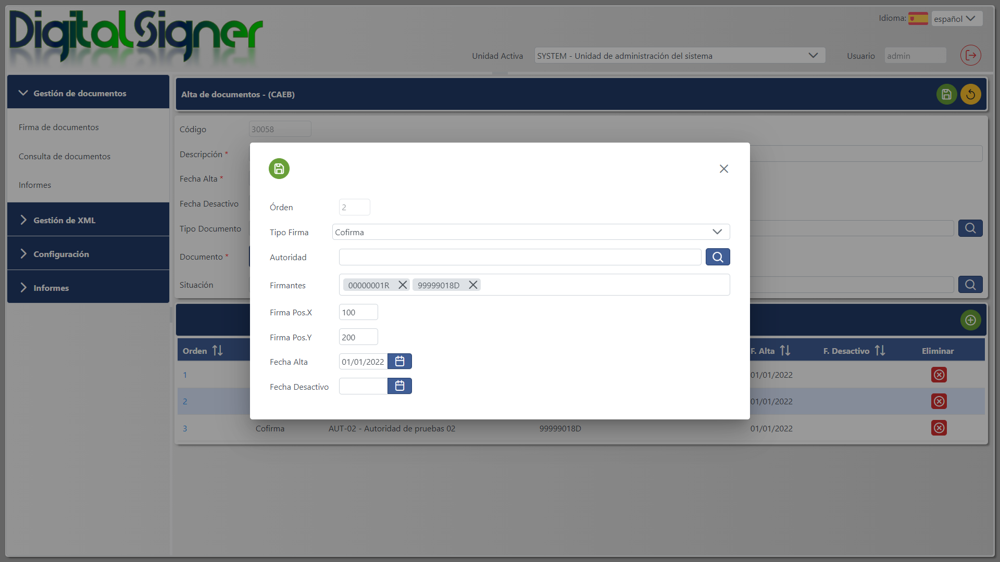 DigitalSigner
Idioma: español
Unidad Activa SYSTEM - Unidad de administración del sistema Usuario admin
Gestión de documentos
Firma de documentos
Consulta de documentos
Informes
Gestión de XML
Configuración
Informes
Alta de documentos - (CAEB)
Código 30058
Descripción *
Fecha Alta *
Fecha Desactivo
Tipo Documento
Documento *
Situación
Órden 2
Tipo Firma Cofirma
Autoridad
Firmantes 00000001R 99999018D
Firma Pos.X 100
Firma Pos.Y 200
Fecha Alta 01/01/2022
Fecha Desactivo
Orden F. Alta F. Desactivo Eliminar
1 01/01/2022
2 01/01/2022
3 Cofirma AUT-02 - Autoridad de pruebas 02 99999018D 01/01/2022